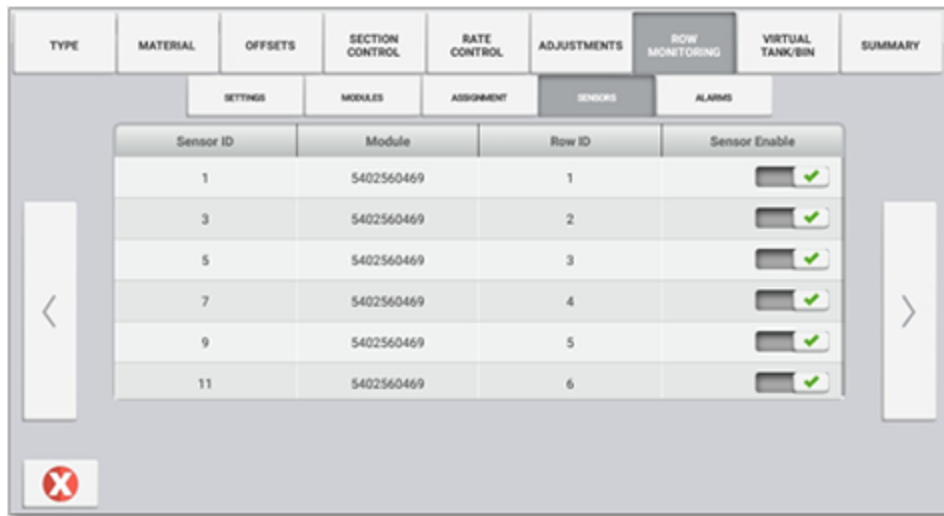 TYPE
MATERIAL
OFFSETS
SECTION
CONTROL
RATE
CONTROL
ADJUSTMENTS
ROW
MONITORING
VIRTUAL
TANK/BIN
SUMMARY
SETTINGS
MODULES
ASSIGNMENT
SENSORS
ALARMS
Sensor ID Module Row ID Sensor Enable
1 5402560469 1
3 5402560469 2
5 5402560469 3
7 5402560469 4
9 5402560469 5
11 5402560469 6